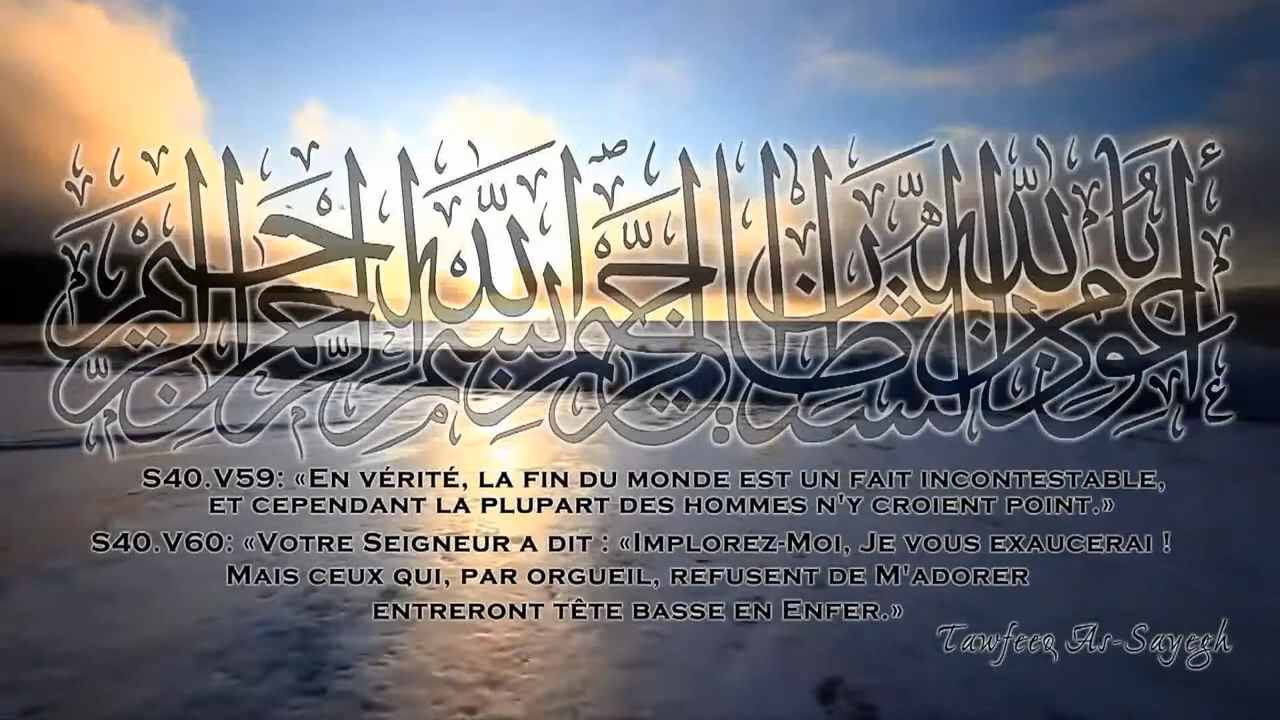 أعوذ بالله من الشيطان الرجيم بسم الله الرحمن الرحيم
S40.V59: «En vérité, la fin du monde est un fait incontestable,
et cependant la plupart des hommes n'y croient point.»
S40.V60: «Votre Seigneur a dit : «Implorez-Moi, Je vous exaucerai !
Mais ceux qui, par orgueil, refusent de M'adorer
entreront tête basse en Enfer.»
Tawfeeq As-Sayegh